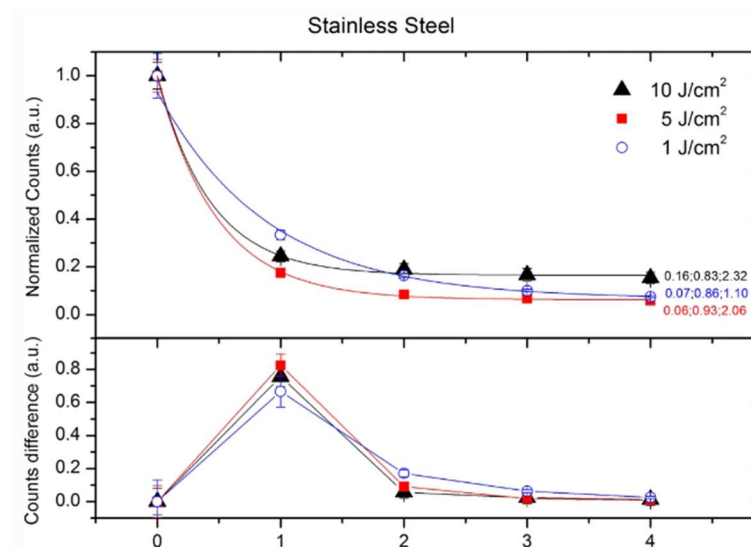 Stainless Steel
Normalized Counts (a.u.)
1.0
0.8
0.6
0.4
0.2
0.0
10 J/cm²
5 J/cm²
1 J/cm²
0.16;0.83;2.32
0.07;0.86;1.10
0.06;0.93;2.06
Counts difference (a.u.)
0.8
0.6
0.4
0.2
0.0
0 1 2 3 4